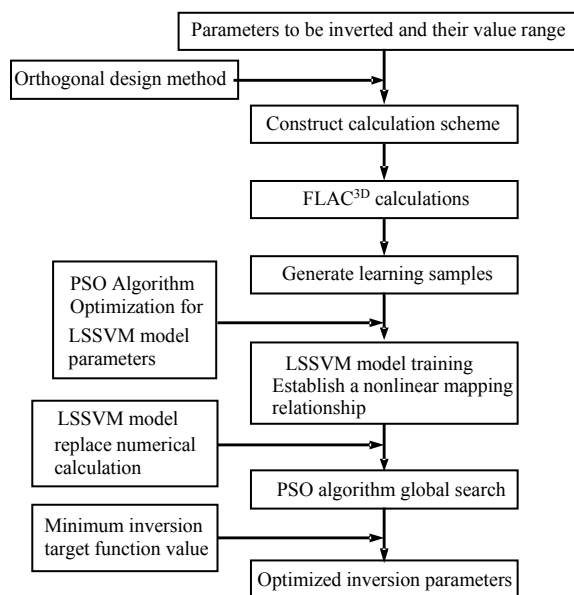 Parameters to be inverted and their value range
Orthogonal design method
Construct calculation scheme
FLAC3D calculations
Generate learning samples
PSO Algorithm
Optimization for
LSSVM model
parameters
LSSVM model training
Establish a nonlinear mapping
relationship
LSSVM model
replace numerical
calculation
PSO algorithm global search
Minimum inversion
target function value
Optimized inversion parameters